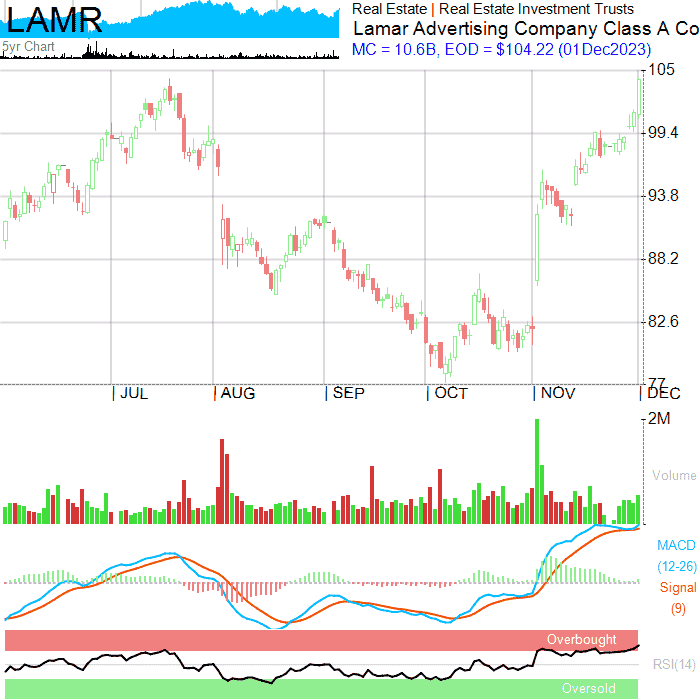 LAMR
5yr Chart
Real Estate | Real Estate Investment Trusts
Lamar Advertising Company Class A Co
MC = 10.6B, EOD = $104.22 (01Dec2023)
105
99.4
93.8
88.2
82.6
77
| JUL | AUG | SEP | OCT | NOV | DEC
2M
Volume
MACD
(12-26)
Signal
(9)
Overbought
RSI(14)
Oversold